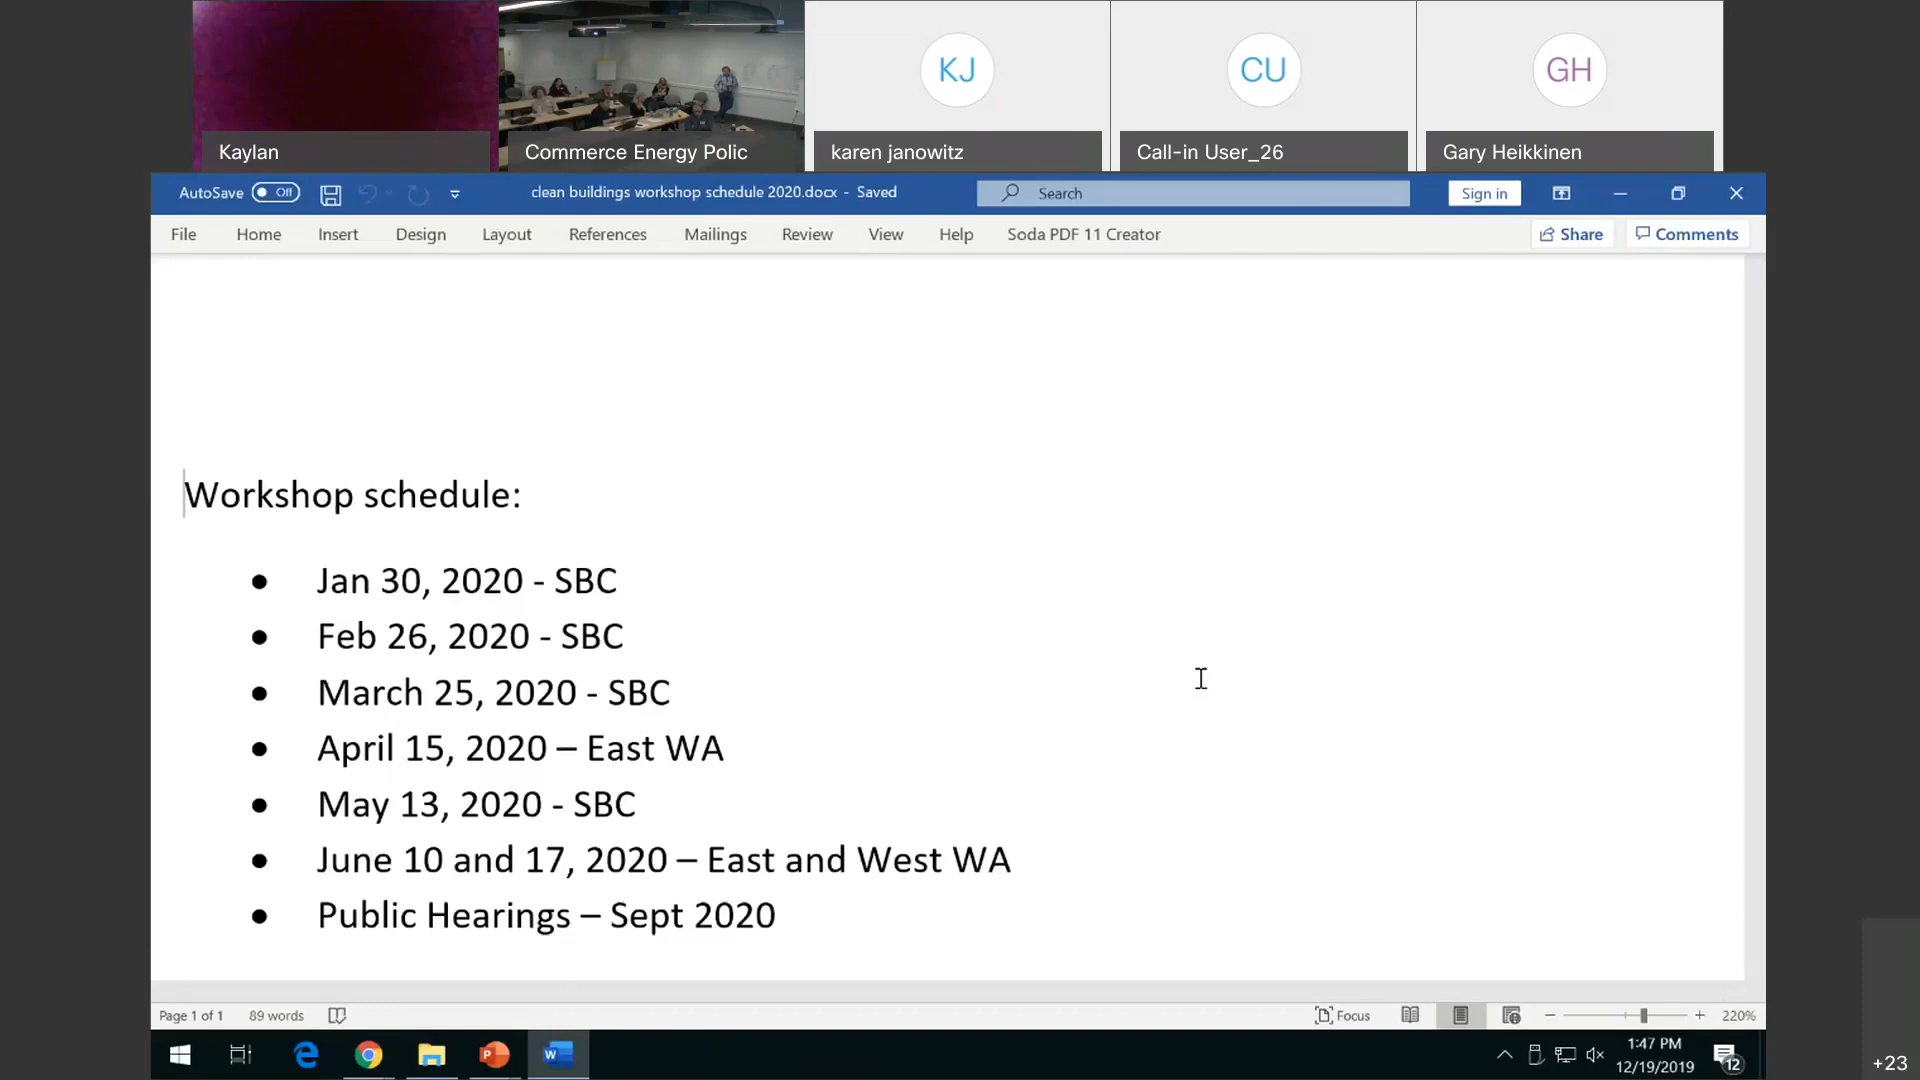 KJ
CU
GH
Kaylan
Commerce Energy Polic
karen janowitz
Call-in User_26
Gary Heikkinen
AutoSave Off
clean buildings workshop schedule 2020.docx - Saved
Search
Sign in
File Home Insert Design Layout References Mailings Review View Help Soda PDF 11 Creator Share Comments
Workshop schedule:
• Jan 30, 2020 - SBC
• Feb 26, 2020 - SBC
• March 25, 2020 - SBC
• April 15, 2020 – East WA
• May 13, 2020 - SBC
• June 10 and 17, 2020 – East and West WA
• Public Hearings – Sept 2020
Page 1 of 1 89 words Focus 220%
1:47 PM
12/19/2019
12
+23